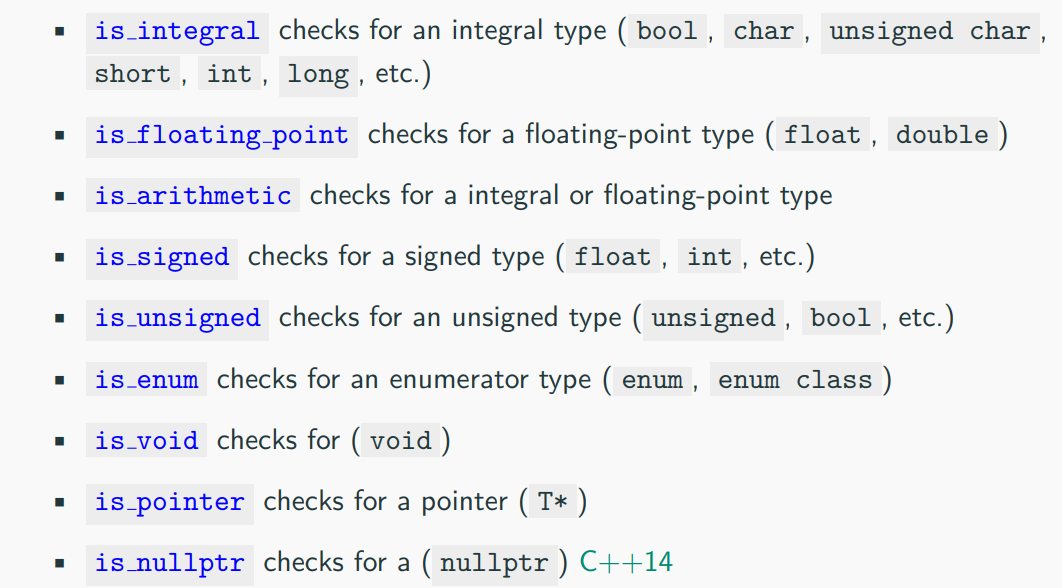 ▪ is_integral checks for an integral type ( bool , char , unsigned char ,
short , int , long , etc.)
▪ is_floating_point checks for a floating-point type ( float , double )
▪ is_arithmetic checks for a integral or floating-point type
▪ is_signed checks for a signed type ( float , int , etc.)
▪ is_unsigned checks for an unsigned type ( unsigned , bool , etc.)
▪ is_enum checks for an enumerator type ( enum , enum class )
▪ is_void checks for ( void )
▪ is_pointer checks for a pointer ( T* )
▪ is_nullptr checks for a ( nullptr ) C++14